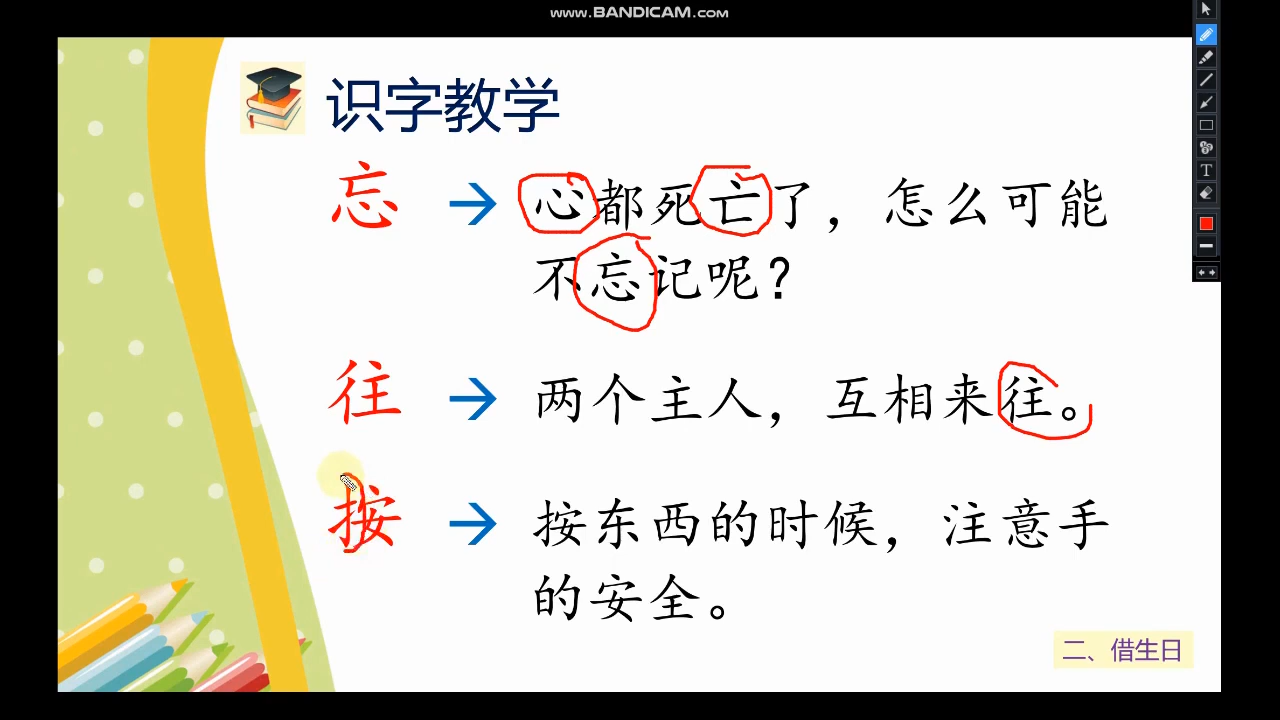 WWW.BANDICAM.COM
识字教学
忘 → 心都死亡了，怎么可能
不忘记呢？
往 → 两个主人，互相来往。
按 → 按东西的时候，注意手
的安全。
二、借生日